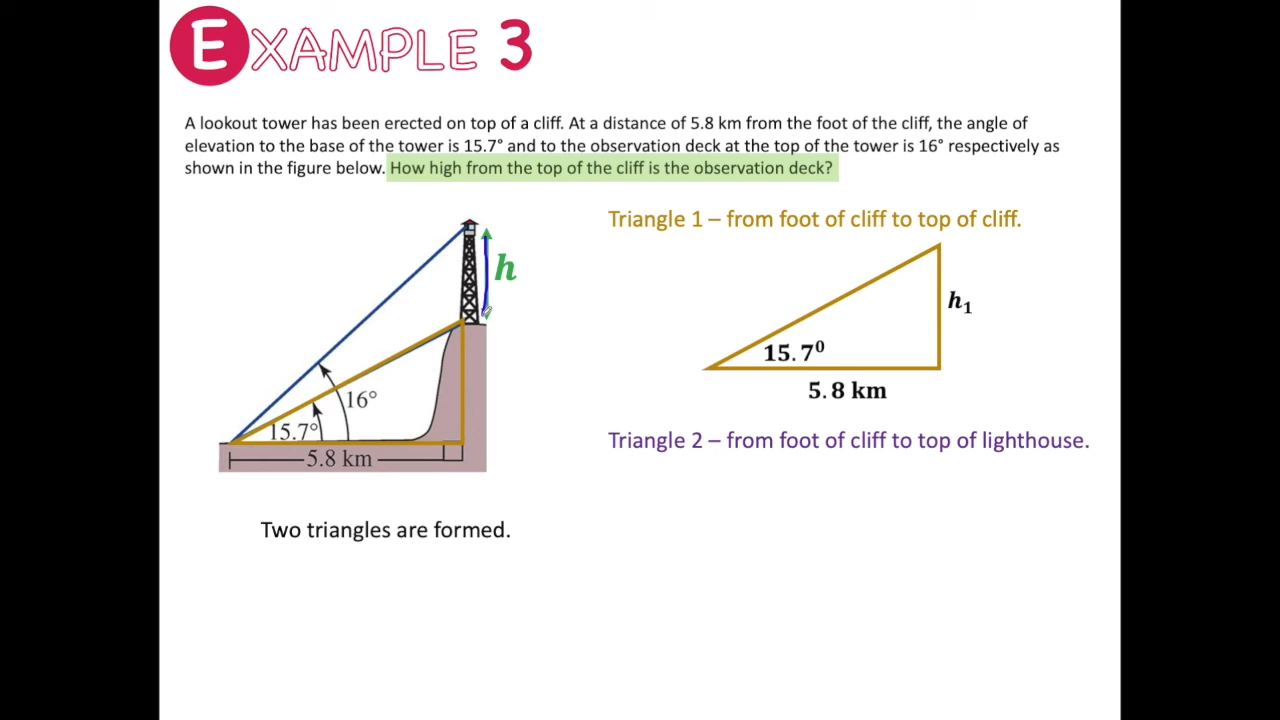 EXAMPLE 3
A lookout tower has been erected on top of a cliff. At a distance of 5.8 km from the foot of the cliff, the angle of
elevation to the base of the tower is 15.7° and to the observation deck at the top of the tower is 16° respectively as
shown in the figure below. How high from the top of the cliff is the observation deck?
h
16°
15.7°
5.8 km
Two triangles are formed.
Triangle 1 – from foot of cliff to top of cliff.
h₁
15.7⁰
5.8 km
Triangle 2 – from foot of cliff to top of lighthouse.